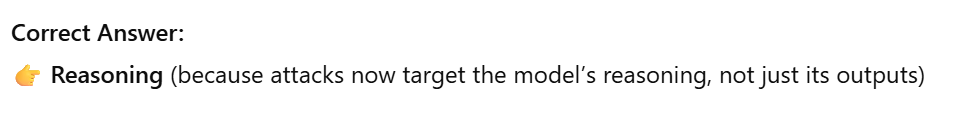 Correct Answer:
👉 Reasoning (because attacks now target the model’s reasoning, not just its outputs)